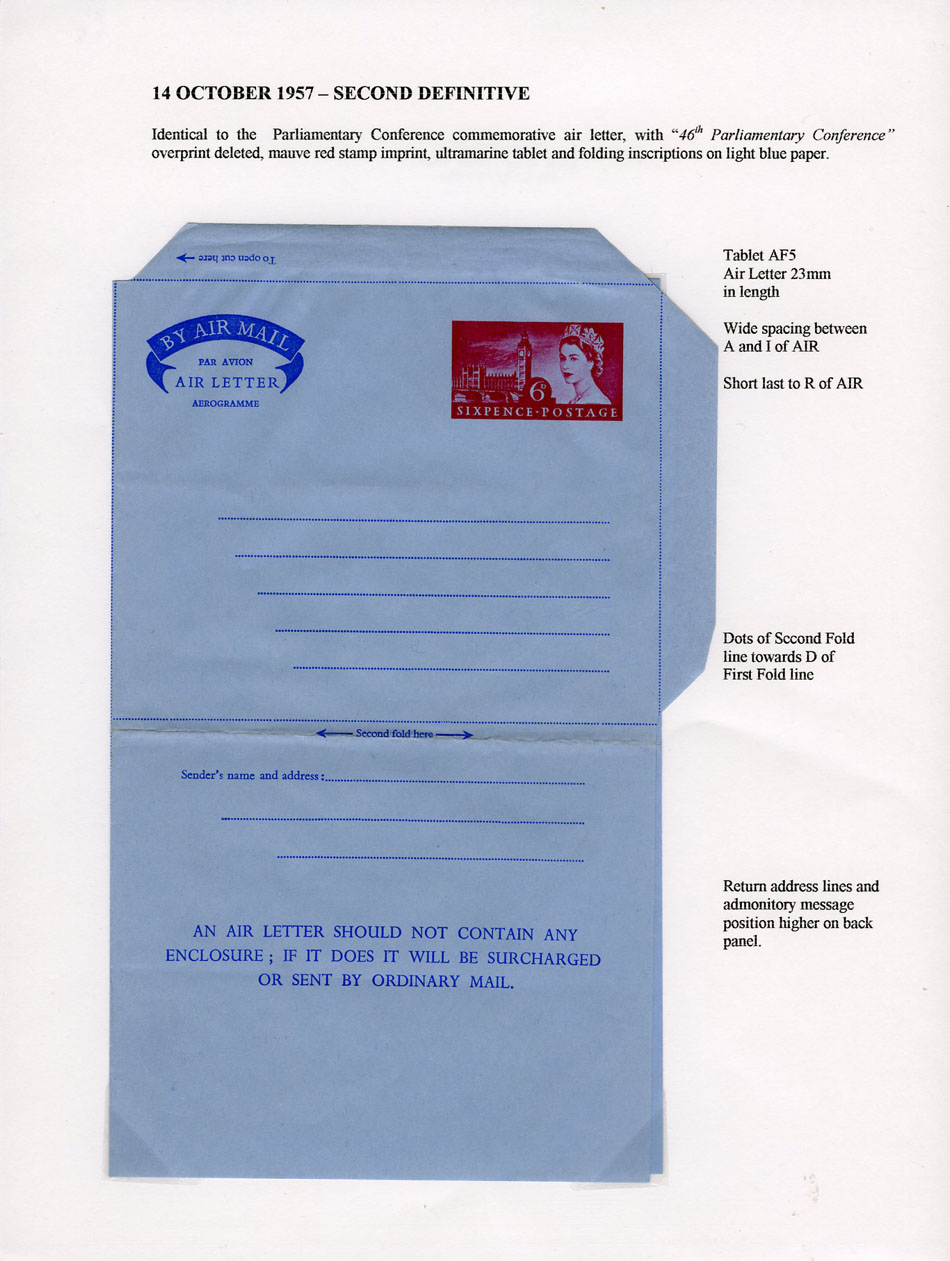 14 OCTOBER 1957 – SECOND DEFINITIVE
Identical to the Parliamentary Conference commemorative air letter, with “46th Parliamentary Conference”
overprint deleted, mauve red stamp imprint, ultramarine tablet and folding inscriptions on light blue paper.
To open cut here
BY AIR MAIL
PAR AVION
AIR LETTER
AEROGRAMME
6D
SIXPENCE·POSTAGE
Tablet AF5
Air Letter 23mm
in length
Wide spacing between
A and I of AIR
Short last to R of AIR
Dots of Second Fold
line towards D of
First Fold line
Second fold here
Sender's name and address:
Return address lines and
admonitory message
position higher on back
panel.
AN AIR LETTER SHOULD NOT CONTAIN ANY
ENCLOSURE ; IF IT DOES IT WILL BE SURCHARGED
OR SENT BY ORDINARY MAIL.